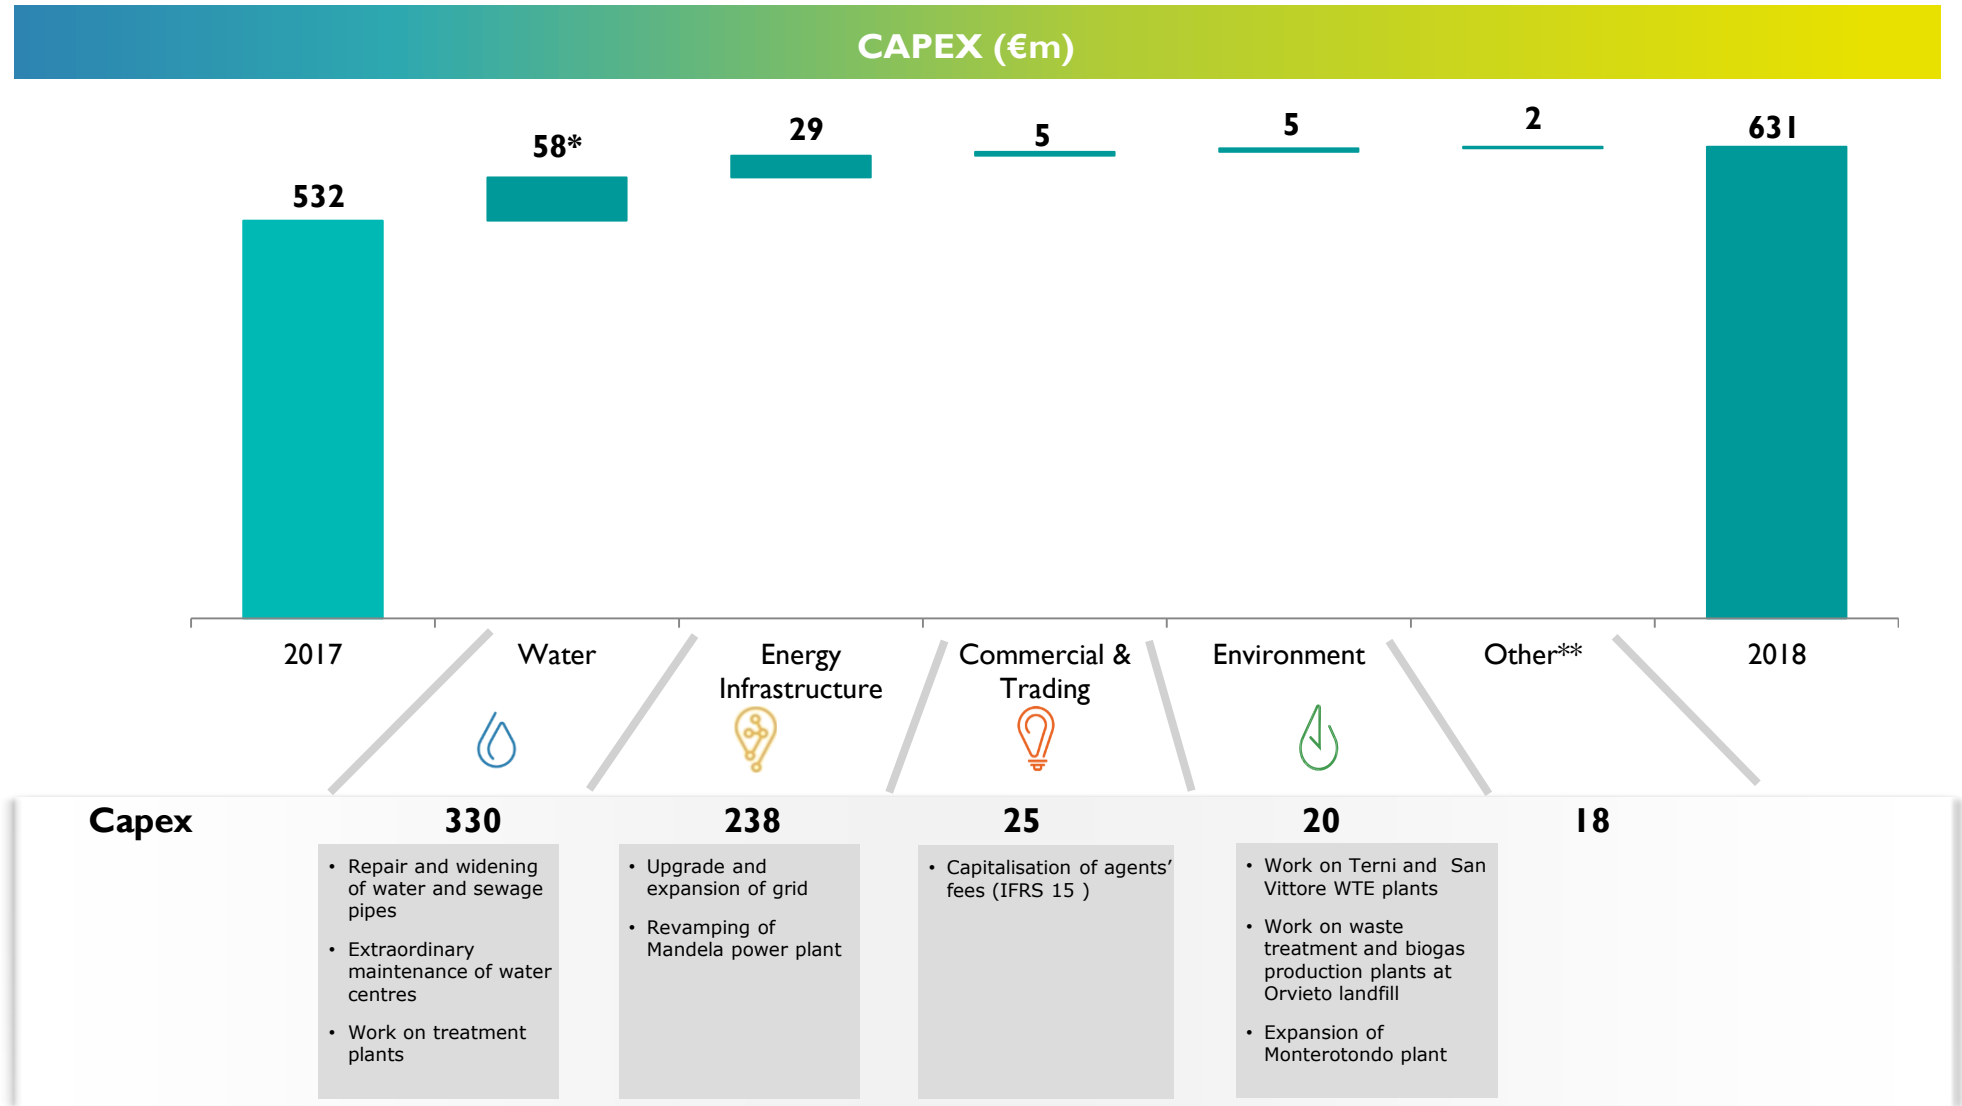 CAPEX (€m)
532
58*
29
5
5
2
631
2017
Water
Energy
Infrastructure
Commercial &
Trading
Environment
Other**
2018
Capex
330
238
25
20
18
• Repair and widening
of water and sewage
pipes
• Extraordinary
maintenance of water
centres
• Work on treatment
plants
• Upgrade and
expansion of grid
• Revamping of
Mandela power plant
• Capitalisation of agents’
fees (IFRS 15 )
• Work on Terni and San
Vittore WTE plants
• Work on waste
treatment and biogas
production plants at
Orvieto landfill
• Expansion of
Monterotondo plant